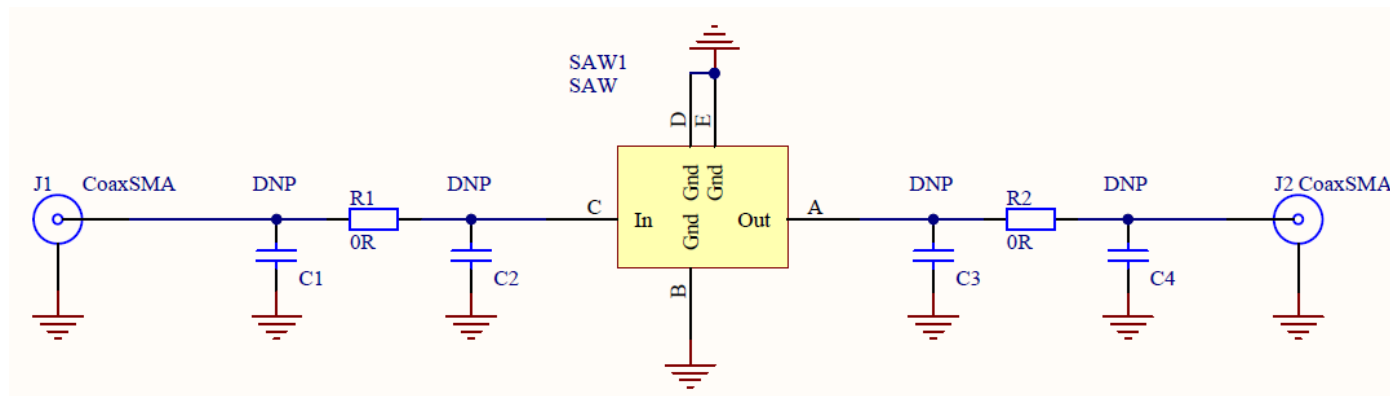 SAW1
SAW
D
E
J1 CoaxSMA
DNP
R1
0R
DNP
C
In
Gnd
Gnd
Gnd
Out
A
DNP
R2
0R
DNP
J2 CoaxSMA
C1
C2
B
C3
C4